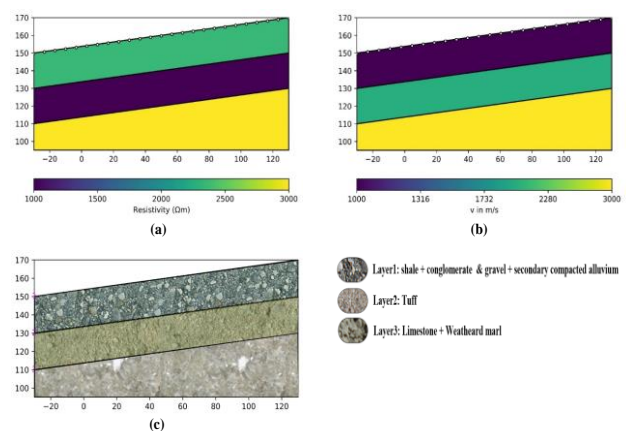 170
160
150
140
130
120
110
100
−20 0 20 40 60 80 100 120
1000 1500 2000 2500 3000
Resistivity (Ωm)
(a)
170
160
150
140
130
120
110
100
−20 0 20 40 60 80 100 120
1000 1316 1732 2280 3000
v in m/s
(b)
170
160
150
140
130
120
110
100
−20 0 20 40 60 80 100 120
(c)
Layer1: shale + conglomerate & gravel + secondary compacted alluvium
Layer2: Tuff
Layer3: Limestone + Weatheard marl